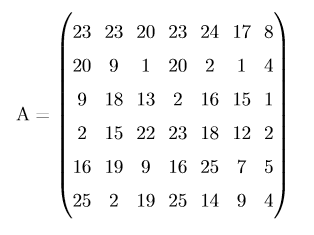 23 23 20 23 24 17 8
20 9 1 20 2 1 4
9 18 13 2 16 15 1
A =
2 15 22 23 18 12 2
16 19 9 16 25 7 5
25 2 19 25 14 9 4